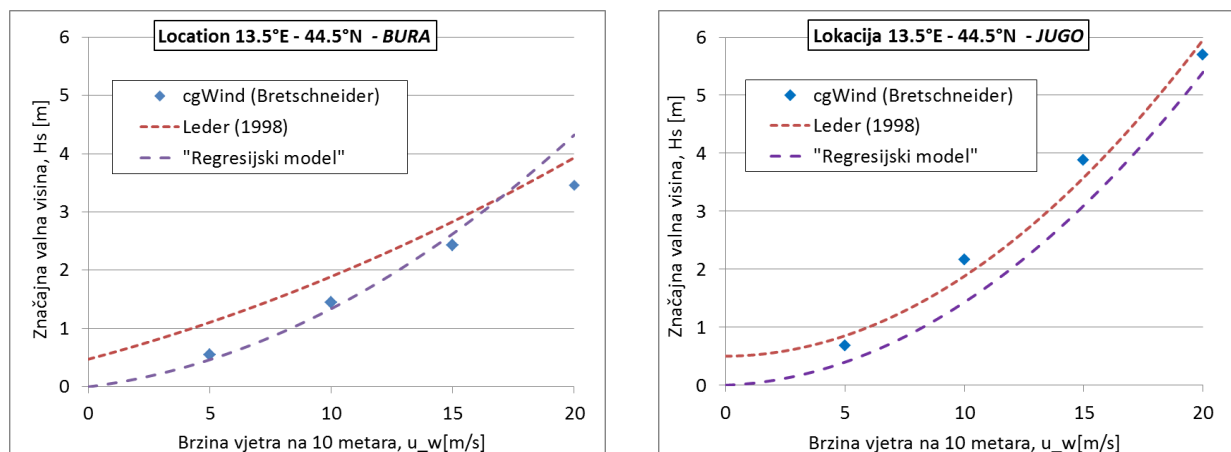 Location 13.5°E - 44.5°N - BURA
Značajna valna visina, Hs [m]
6
5
4
3
2
1
0
cgWind (Bretschneider)
Leder (1998)
"Regresijski model"
0 5 10 15 20
Brzina vjetra na 10 metara, u_w[m/s]
Lokacija 13.5°E - 44.5°N - JUGO
Značajna valna visina, Hs [m]
6
5
4
3
2
1
0
cgWind (Bretschneider)
Leder (1998)
"Regresijski model"
0 5 10 15 20
Brzina vjetra na 10 metara, u_w[m/s]